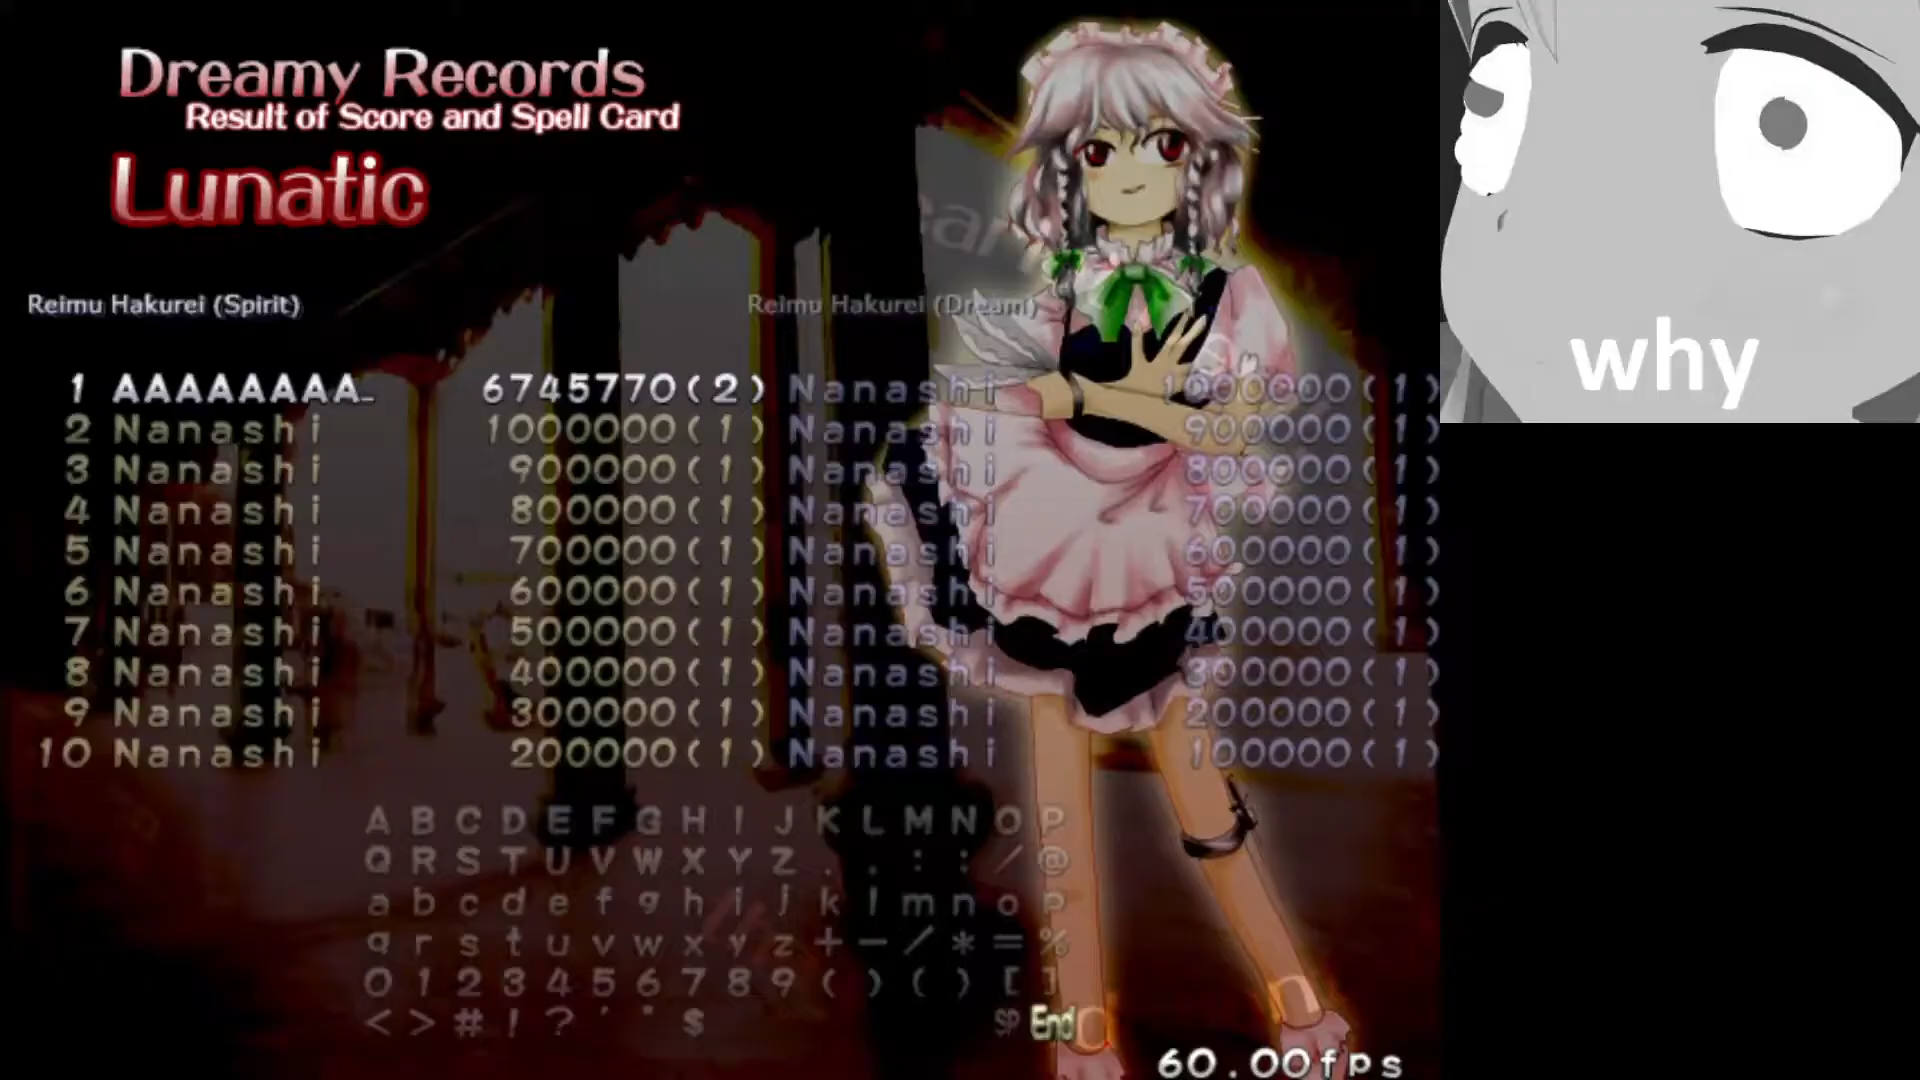 Dreamy Records
Result of Score and Spell Card
Lunatic
why
Reimu Hakurei (Spirit) Reimu Hakurei (Dream)
1 AAAAAAAA_ 6745770(2) Nanashi 1000000(1)
2 Nanashi 1000000(1) Nanashi 900000(1)
3 Nanashi 900000(1) Nanashi 800000(1)
4 Nanashi 800000(1) Nanashi 700000(1)
5 Nanashi 700000(1) Nanashi 600000(1)
6 Nanashi 600000(1) Nanashi 500000(1)
7 Nanashi 500000(1) Nanashi 400000(1)
8 Nanashi 400000(1) Nanashi 300000(1)
9 Nanashi 300000(1) Nanashi 200000(1)
10 Nanashi 200000(1) Nanashi 100000(1)
A B C D E F G H I J K L M N O P
Q R S T U V W X Y Z . , : ; / @
a b c d e f g h i j k l m n o p
q r s t u v w x y z + - / * = %
0 1 2 3 4 5 6 7 8 9 ( ) ( ) [ ]
< > # ! ? ' " $ SP End
60.00fps